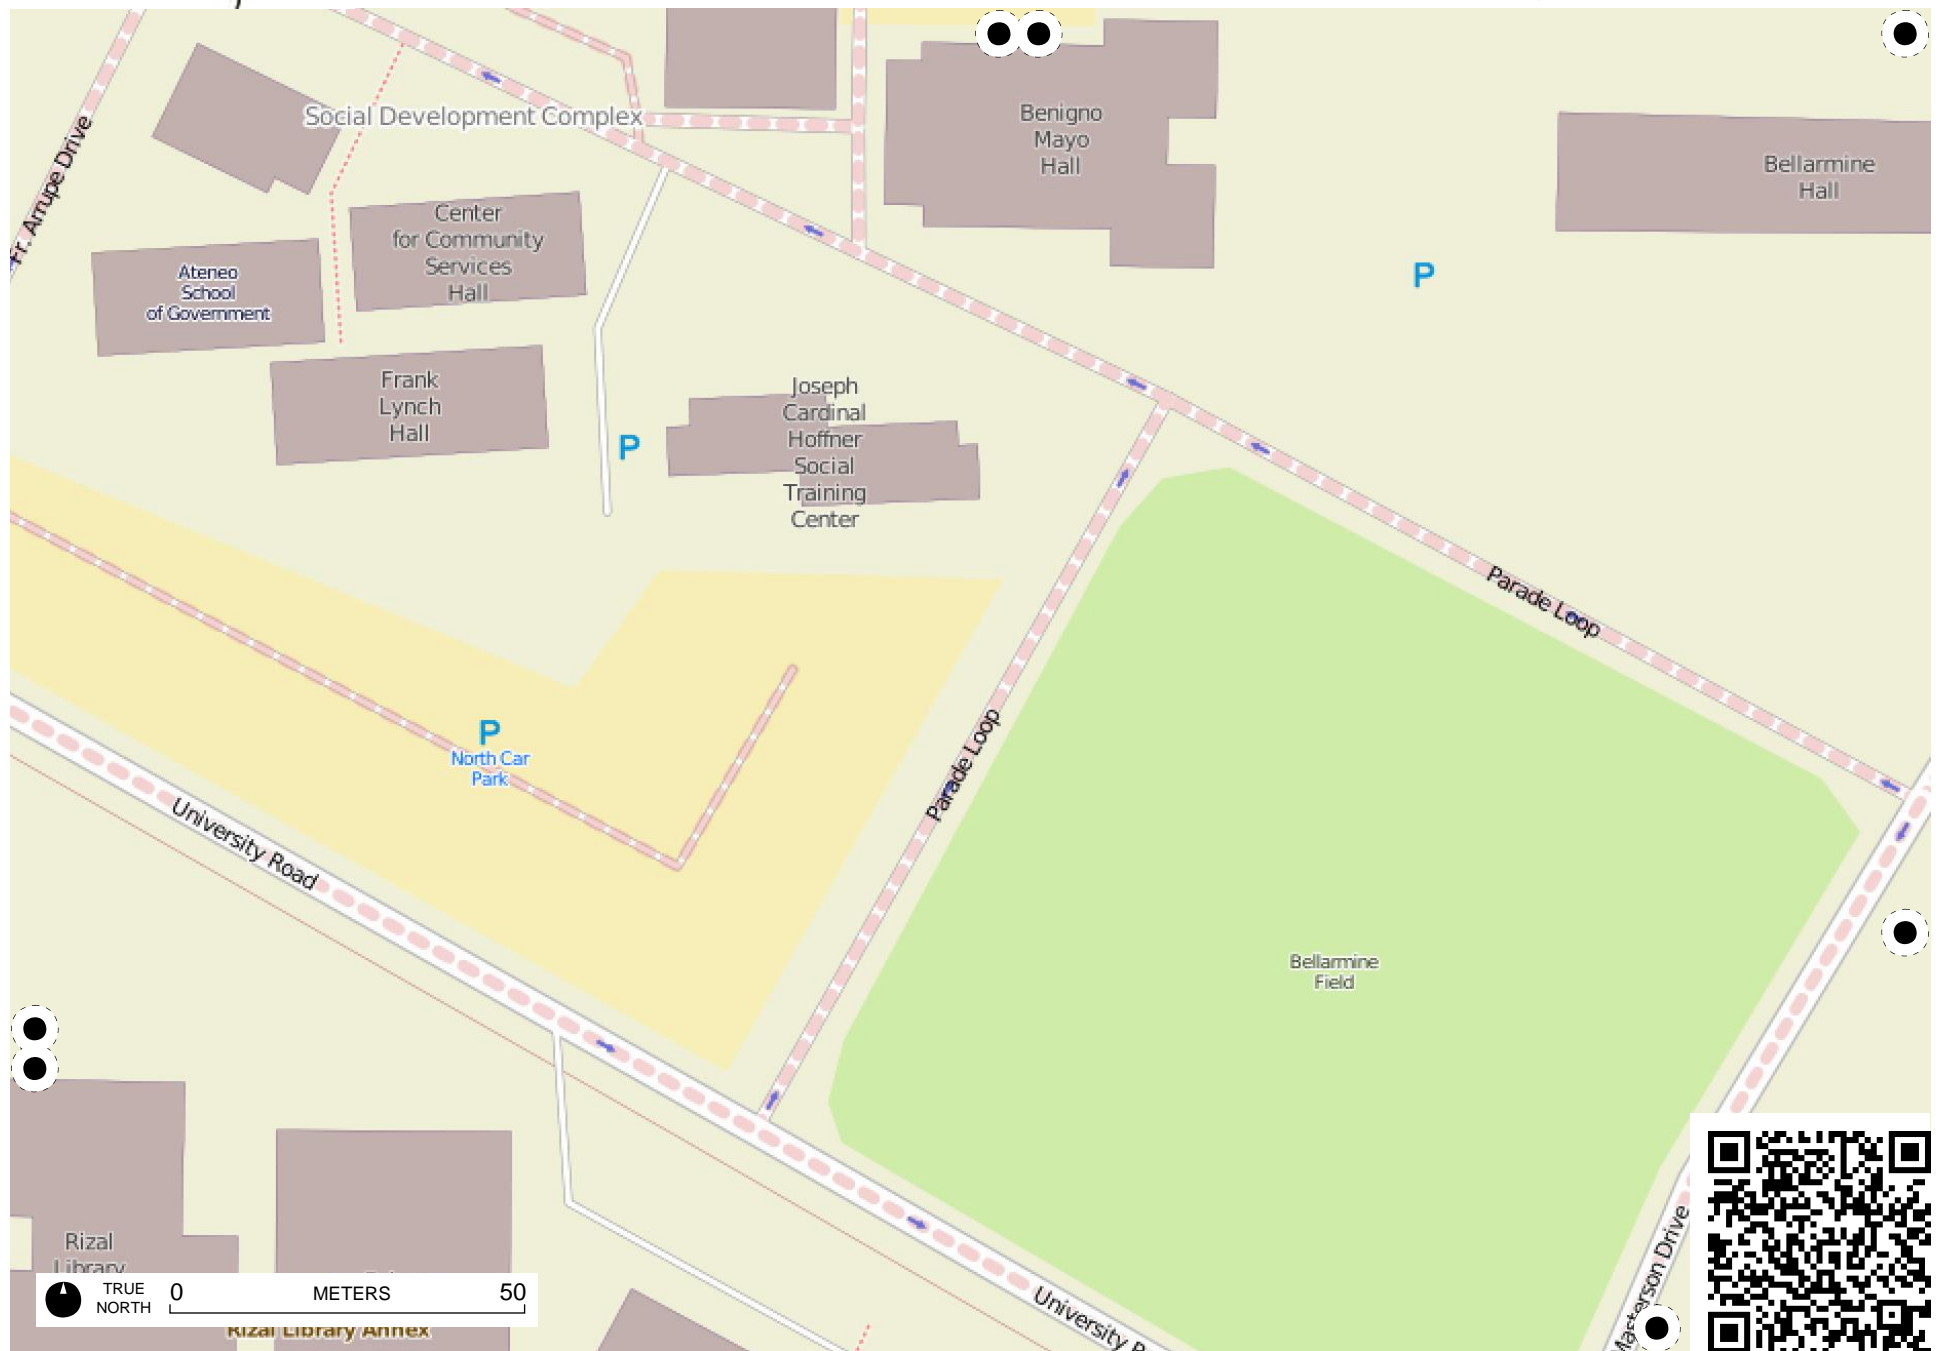 Social Development Complex
Benigno
Mayo
Hall
Bellarmine
Hall
Fr. Arrupe Drive
Center
for Community
Services
Hall
Ateneo
School
of Government
P
Frank
Lynch
Hall
P
Joseph
Cardinal
Hoffner
Social
Training
Center
Parade Loop
P
North Car
Park
Parade Loop
University Road
Bellarmine
Field
Rizal
Library
Masterson Drive
TRUE
NORTH
0 METERS 50
University
Rizal Library Annex